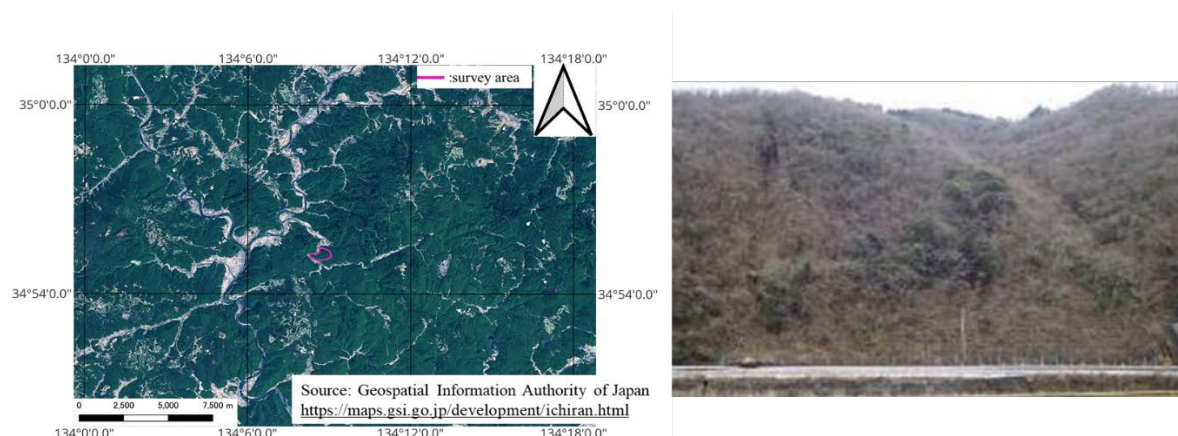 134°0'0.0" 134°6'0.0" 134°12'0.0" 134°18'0.0"
:survey area
35°0'0.0" 35°0'0.0"
34°54'0.0" 34°54'0.0"
Source: Geospatial Information Authority of Japan
https://maps.gsi.go.jp/development/ichiran.html
0 2,500 5,000 7,500 m
134°0'0.0" 134°6'0.0" 134°12'0.0" 134°18'0.0"